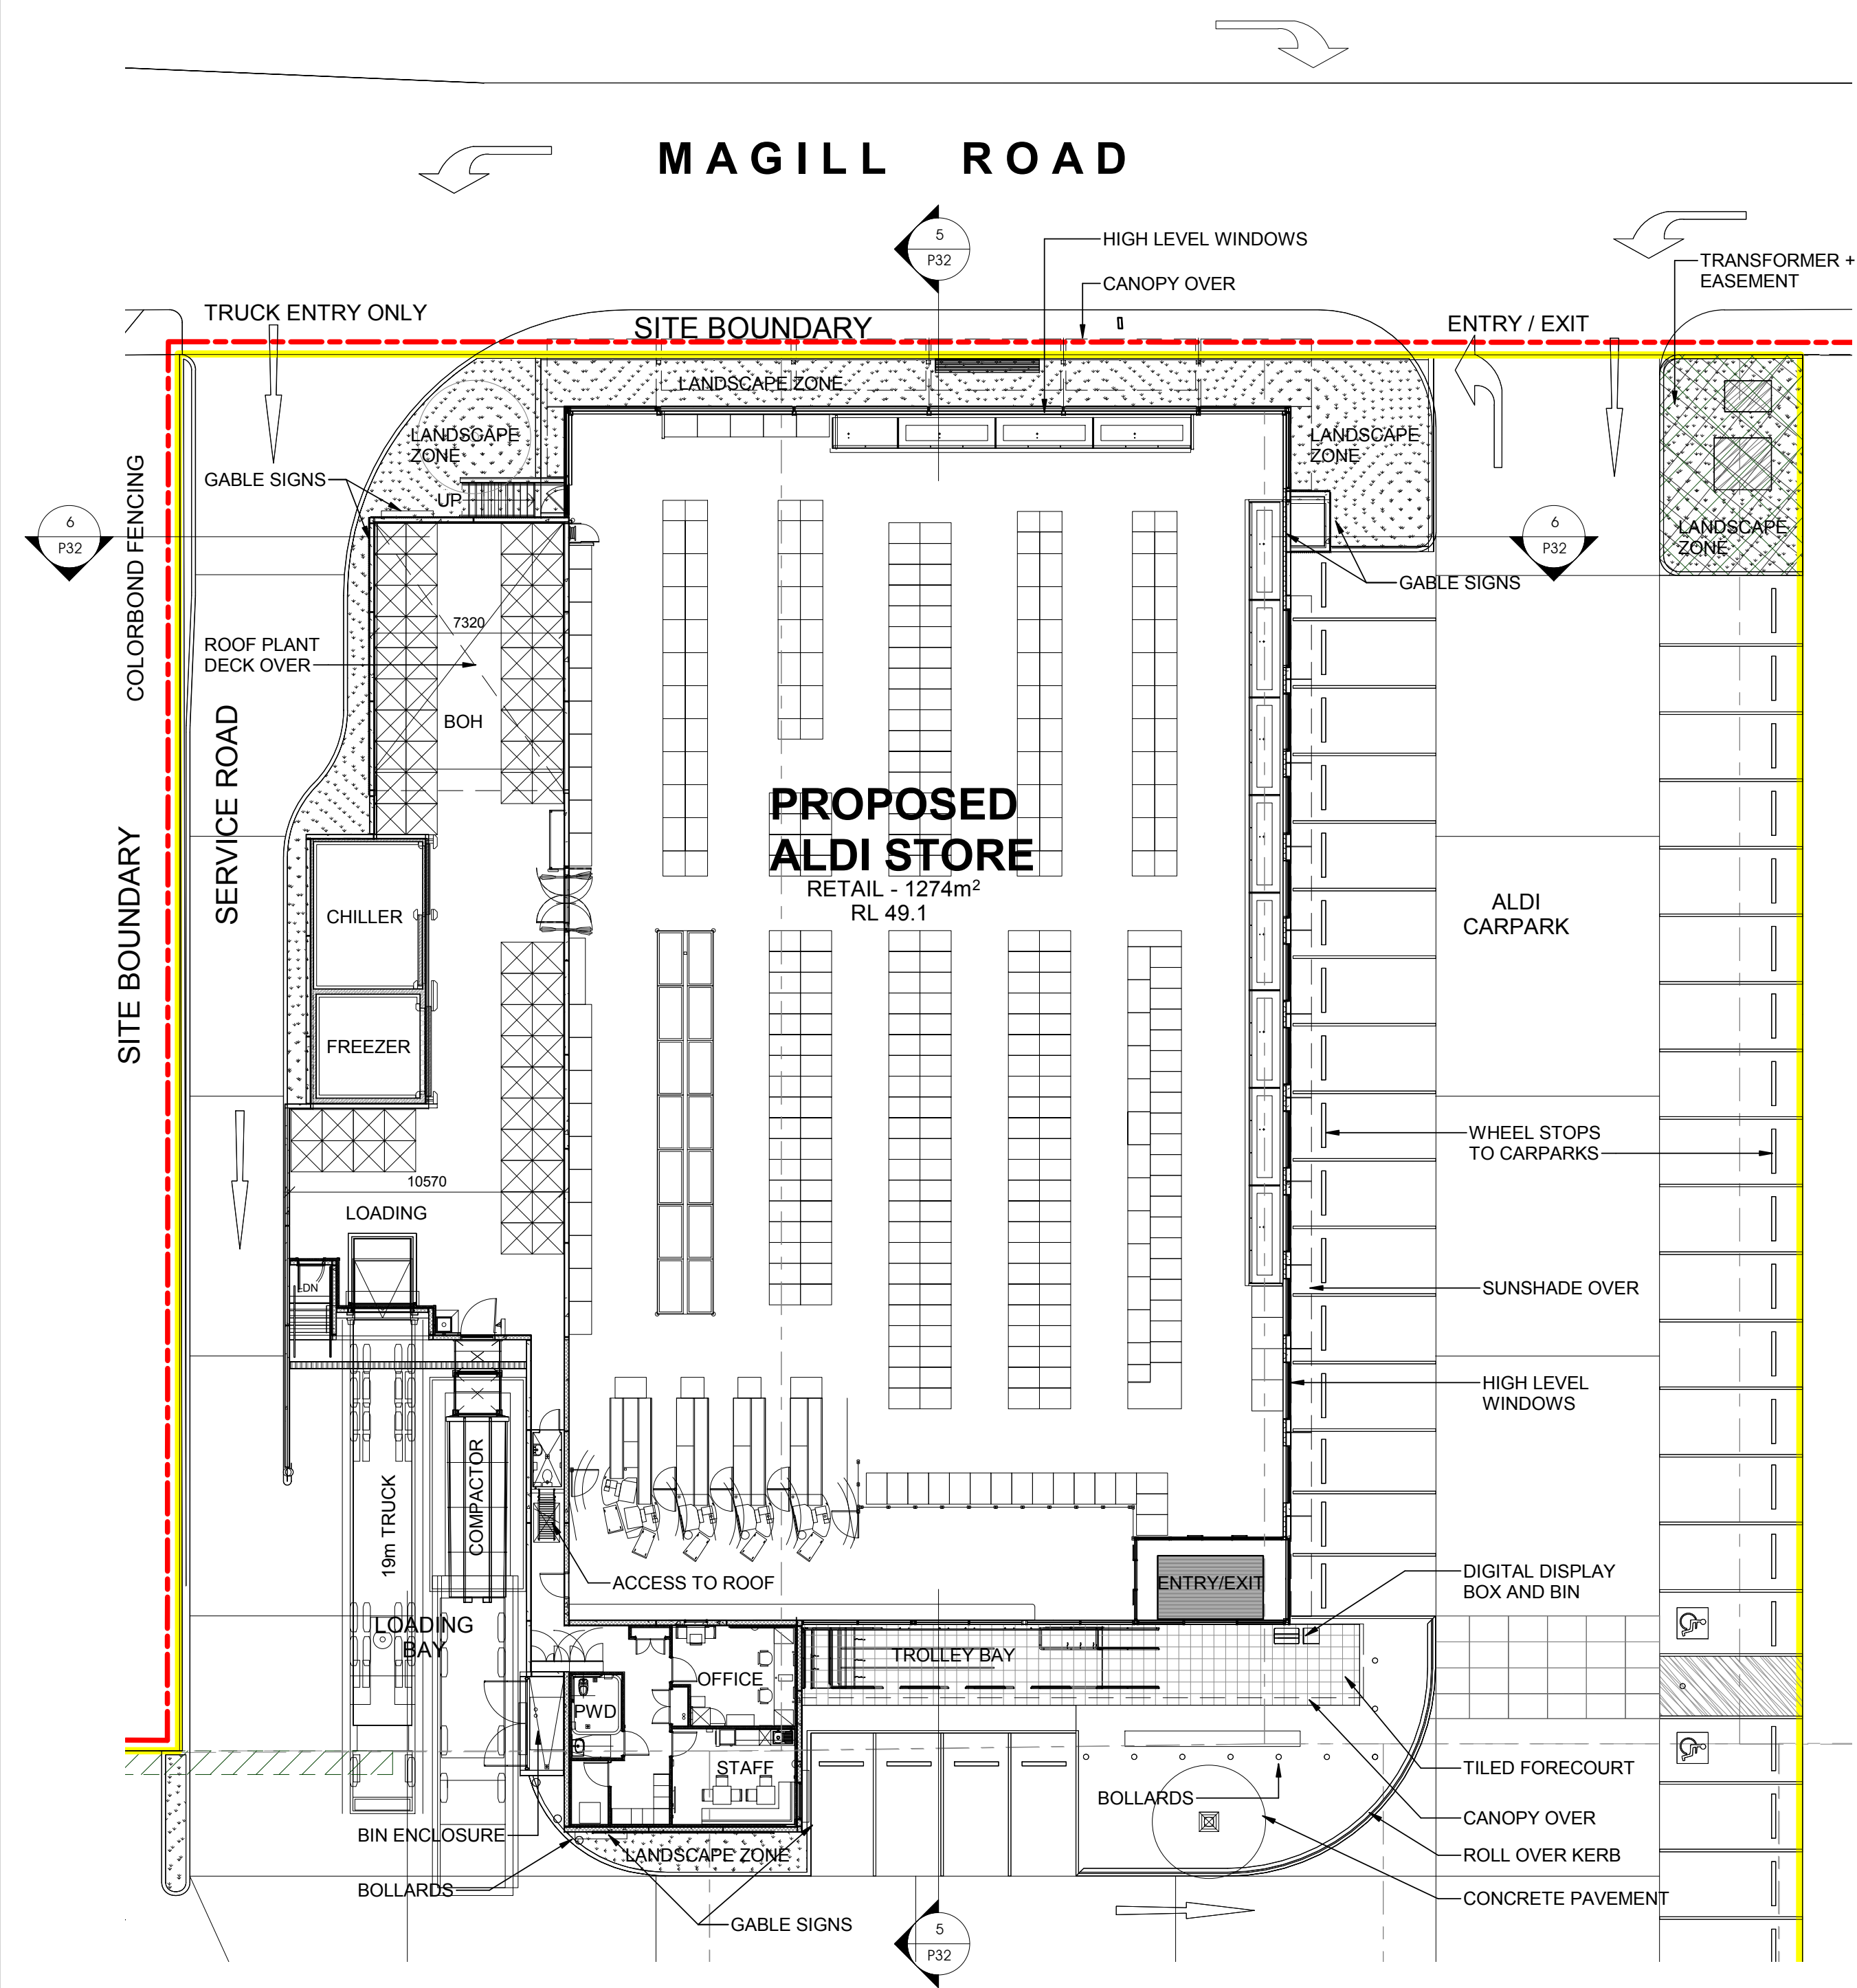 MAGILL ROAD
5
P32
HIGH LEVEL WINDOWS
CANOPY OVER
TRANSFORMER +
EASEMENT
TRUCK ENTRY ONLY
SITE BOUNDARY
ENTRY / EXIT
LANDSCAPE ZONE
LANDSCAPE
ZONE
LANDSCAPE
ZONE
LANDSCAPE
ZONE
GABLE SIGNS
UP
6
P32
6
P32
GABLE SIGNS
COLORBOND FENCING
7320
ROOF PLANT
DECK OVER
BOH
SERVICE ROAD
SITE BOUNDARY
PROPOSED
ALDI STORE
RETAIL - 1274m²
RL 49.1
ALDI
CARPARK
CHILLER
FREEZER
WHEEL STOPS
TO CARPARKS
10570
LOADING
DN
SUNSHADE OVER
HIGH LEVEL
WINDOWS
19m TRUCK
COMPACTOR
ACCESS TO ROOF
ENTRY/EXIT
DIGITAL DISPLAY
BOX AND BIN
LOADING
BAY
TROLLEY BAY
OFFICE
PWD
STAFF
TILED FORECOURT
BOLLARDS
CANOPY OVER
BIN ENCLOSURE
LANDSCAPE ZONE
ROLL OVER KERB
BOLLARDS
CONCRETE PAVEMENT
GABLE SIGNS
5
P32